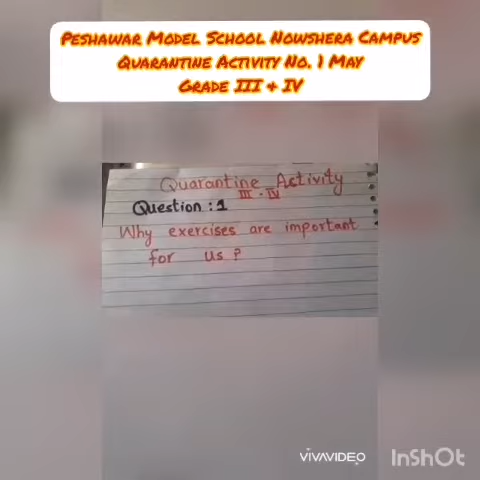 Peshawar Model School Nowshera Campus
Quarantine Activity No. 1 May
Grade III & IV
Quarantine Activity
III - IV
Question : 1
Why exercises are important
for us ?
VIVAVIDEO
InShOt